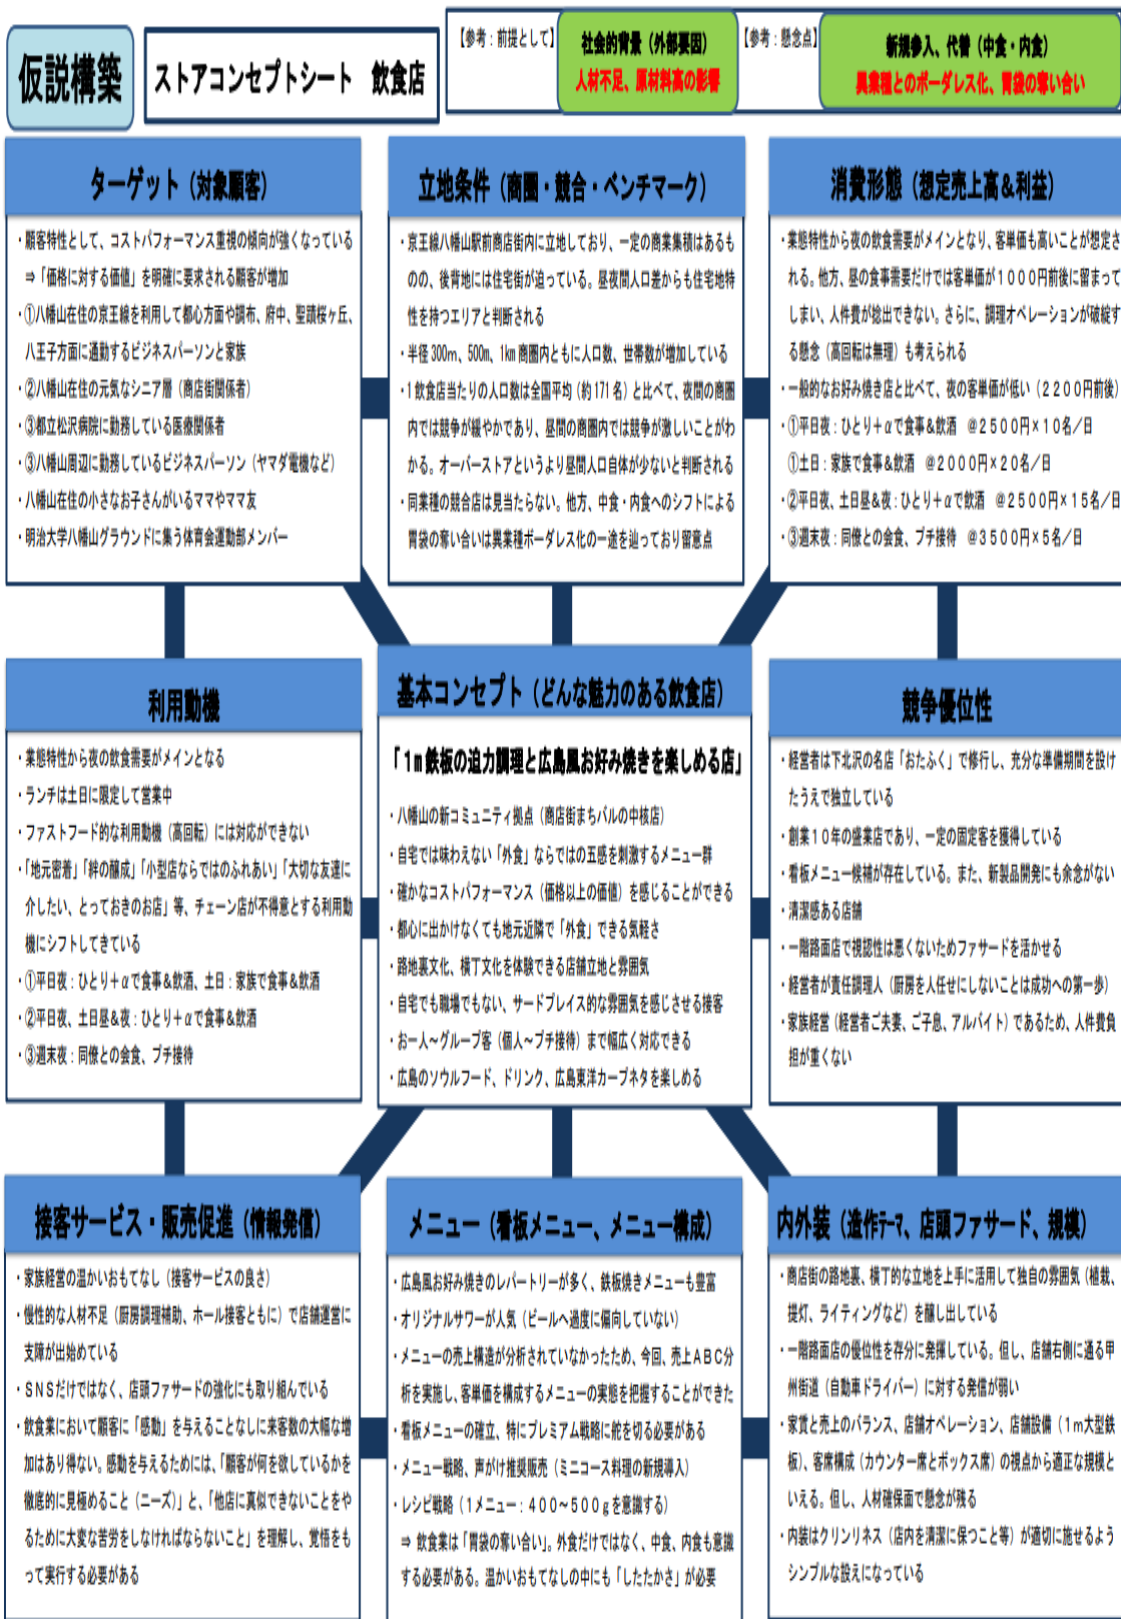 仮説構築
ストアコンセプトシート 飲食店
【参考：前提として】
社会的背景（外部要因）
人材不足、原材料高の影響
【参考：懸念点】
新規参入、代替（中食・内食）
異業種とのボーダレス化、胃袋の奪い合い
ターゲット（対象顧客）
・顧客特性として、コストパフォーマンス重視の傾向が強くなっている
⇒「価格に対する価値」を明確に要求される顧客が増加
・①八幡山在住の京王線を利用して都心方面や調布、府中、聖蹟桜ヶ丘、
八王子方面に通勤するビジネスパーソンと家族
・②八幡山在住の元気なシニア層（商店街関係者）
・③都立松沢病院に勤務している医療関係者
・③八幡山周辺に勤務しているビジネスパーソン（ヤマダ電機など）
・八幡山在住の小さなお子さんがいるママやママ友
・明治大学八幡山グラウンドに集う体育会運動部メンバー
立地条件（商圏・競合・ベンチマーク）
・京王線八幡山駅前商店街内に立地しており、一定の商業集積はあるも
のの、後背地には住宅街が迫っている。昼夜間人口差からも住宅地特
性を持つエリアと判断される
・半径300m、500m、1km商圏内ともに人口数、世帯数が増加している
・1飲食店当たりの人口数は全国平均（約171名）と比べて、夜間の商圏
内では競争が緩やかであり、昼間の商圏内では競争が激しいことがわ
かる。オーバーストアというより昼間人口自体が少ないと判断される
・同業種の競合店は見当たらない。他方、中食・内食へのシフトによる
胃袋の奪い合いは異業種ボーダレス化の一途を辿っており留意点
消費形態（想定売上高＆利益）
・業態特性から夜の飲食需要がメインとなり、客単価も高いことが想定さ
れる。他方、昼の食事需要だけでは客単価が１０００円前後に留まって
しまい、人件費が捻出できない。さらに、調理オペレーションが破綻す
る懸念（高回転は無理）も考えられる
・一般的なお好み焼き店と比べて、夜の客単価が低い（２２００円前後）
・①平日夜：ひとり＋αで食事＆飲酒 ＠２５００円×１０名／日
①土日：家族で食事＆飲酒 ＠２０００円×２０名／日
・②平日夜、土日昼＆夜：ひとり＋αで飲酒 ＠２５００円×１５名／日
・③週末夜：同僚との会食、プチ接待 ＠３５００円×５名／日
利用動機
・業態特性から夜の飲食需要がメインとなる
・ランチは土日に限定して営業中
・ファストフード的な利用動機（高回転）には対応ができない
・「地元密着」「絆の醸成」「小型店ならではのふれあい」「大切な友達に
介したい、とっておきのお店」等、チェーン店が不得意とする利用動
機にシフトしてきている
・①平日夜：ひとり＋αで食事＆飲酒、土日：家族で食事＆飲酒
・②平日夜、土日昼＆夜：ひとり＋αで食事＆飲酒
・③週末夜：同僚との会食、プチ接待
基本コンセプト（どんな魅力のある飲食店）
「1m鉄板の迫力調理と広島風お好み焼きを楽しめる店」
・八幡山の新コミュニティ拠点（商店街まちバルの中核店）
・自宅では味わえない「外食」ならではの五感を刺激するメニュー群
・確かなコストパフォーマンス（価格以上の価値）を感じることができる
・都心に出かけなくても地元近隣で「外食」できる気軽さ
・路地裏文化、横丁文化を体験できる店舗立地と雰囲気
・自宅でも職場でもない、サードプレイス的な雰囲気を感じさせる接客
・お一人～グループ客（個人～プチ接待）まで幅広く対応できる
・広島のソウルフード、ドリンク、広島東洋カープネタを楽しめる
競争優位性
・経営者は下北沢の名店「おたふく」で修行し、充分な準備期間を設け
たうえで独立している
・創業１０年の盛業店であり、一定の固定客を獲得している
・看板メニュー候補が存在している。また、新製品開発にも余念がない
・清潔感ある店舗
・一階路面店で視認性は悪くないためファサードを活かせる
・経営者が責任調理人（厨房を人任せにしないことは成功への第一歩）
・家族経営（経営者ご夫妻、ご子息、アルバイト）であるため、人件費負
担が重くない
接客サービス・販売促進（情報発信）
・家族経営の温かいおもてなし（接客サービスの良さ）
・慢性的な人材不足（厨房調理補助、ホール接客ともに）で店舗運営に
支障が出始めている
・ＳＮＳだけではなく、店頭ファサードの強化にも取り組んでいる
・飲食業において顧客に「感動」を与えることなしに来客数の大幅な増
加はあり得ない。感動を与えるためには、「顧客が何を欲しているかを
徹底的に見極めること（ニーズ）」と、「他店に真似できないことをや
るために大変な苦労をしなければならないこと」を理解し、覚悟をも
って実行する必要がある
メニュー（看板メニュー、メニュー構成）
・広島風お好み焼きのレパートリーが多く、鉄板焼きメニューも豊富
・オリジナルサワーが人気（ビールへ過度に偏向していない）
・メニューの売上構造が分析されていなかったため、今回、売上ＡＢＣ分
析を実施し、客単価を構成するメニューの実態を把握することができた
・看板メニューの確立、特にプレミアム戦略に舵を切る必要がある
・メニュー戦略、声がけ推奨販売（ミニコース料理の新規導入）
・レシピ戦略（１メニュー：４００～５００ｇを意識する）
⇒ 飲食業は「胃袋の奪い合い」。外食だけではなく、中食、内食も意識
する必要がある。温かいおもてなしの中にも「したたかさ」が必要
内外装（造作ﾃｰﾏ、店頭ファサード、規模）
・商店街の路地裏、横丁的な立地を上手に活用して独自の雰囲気（植栽、
提灯、ライティングなど）を醸し出している
・一階路面店の優位性を存分に発揮している。但し、店舗右側に通る甲
州街道（自動車ドライバー）に対する発信が弱い
・家賃と売上のバランス、店舗オペレーション、店舗設備（１ｍ大型鉄
板）、客席構成（カウンター席とボックス席）の視点から適正な規模と
いえる。但し、人材確保面で懸念が残る
・内装はクリンリネス（店内を清潔に保つこと等）が適切に施せるよう
シンプルな設えになっている